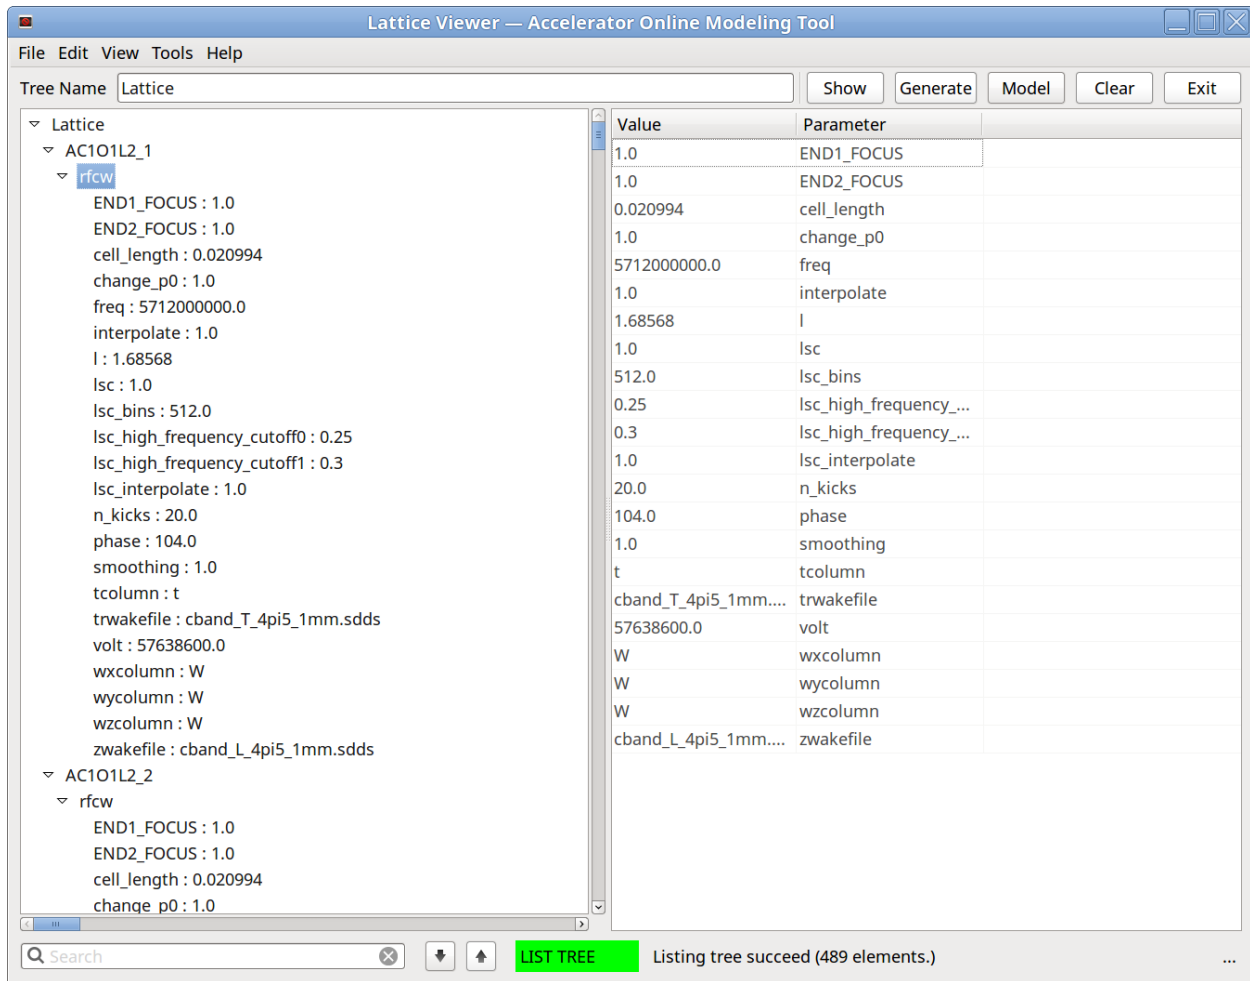 Lattice Viewer — Accelerator Online Modeling Tool
File Edit View Tools Help
Tree Name Lattice Show Generate Model Clear Exit
Lattice
AC1O1L2_1
rfcw
END1_FOCUS : 1.0
END2_FOCUS : 1.0
cell_length : 0.020994
change_p0 : 1.0
freq : 5712000000.0
interpolate : 1.0
l : 1.68568
lsc : 1.0
lsc_bins : 512.0
lsc_high_frequency_cutoff0 : 0.25
lsc_high_frequency_cutoff1 : 0.3
lsc_interpolate : 1.0
n_kicks : 20.0
phase : 104.0
smoothing : 1.0
tcolumn : t
trwakefile : cband_T_4pi5_1mm.sdds
volt : 57638600.0
wxcolumn : W
wycolumn : W
wzcolumn : W
zwakefile : cband_L_4pi5_1mm.sdds
AC1O1L2_2
rfcw
END1_FOCUS : 1.0
END2_FOCUS : 1.0
cell_length : 0.020994
change_p0 : 1.0
Value Parameter
1.0 END1_FOCUS
1.0 END2_FOCUS
0.020994 cell_length
1.0 change_p0
5712000000.0 freq
1.0 interpolate
1.68568 l
1.0 lsc
512.0 lsc_bins
0.25 lsc_high_frequency_...
0.3 lsc_high_frequency_...
1.0 lsc_interpolate
20.0 n_kicks
104.0 phase
1.0 smoothing
t tcolumn
cband_T_4pi5_1mm.... trwakefile
57638600.0 volt
W wxcolumn
W wycolumn
W wzcolumn
cband_L_4pi5_1mm.... zwakefile
Search LIST TREE Listing tree succeed (489 elements.) ...